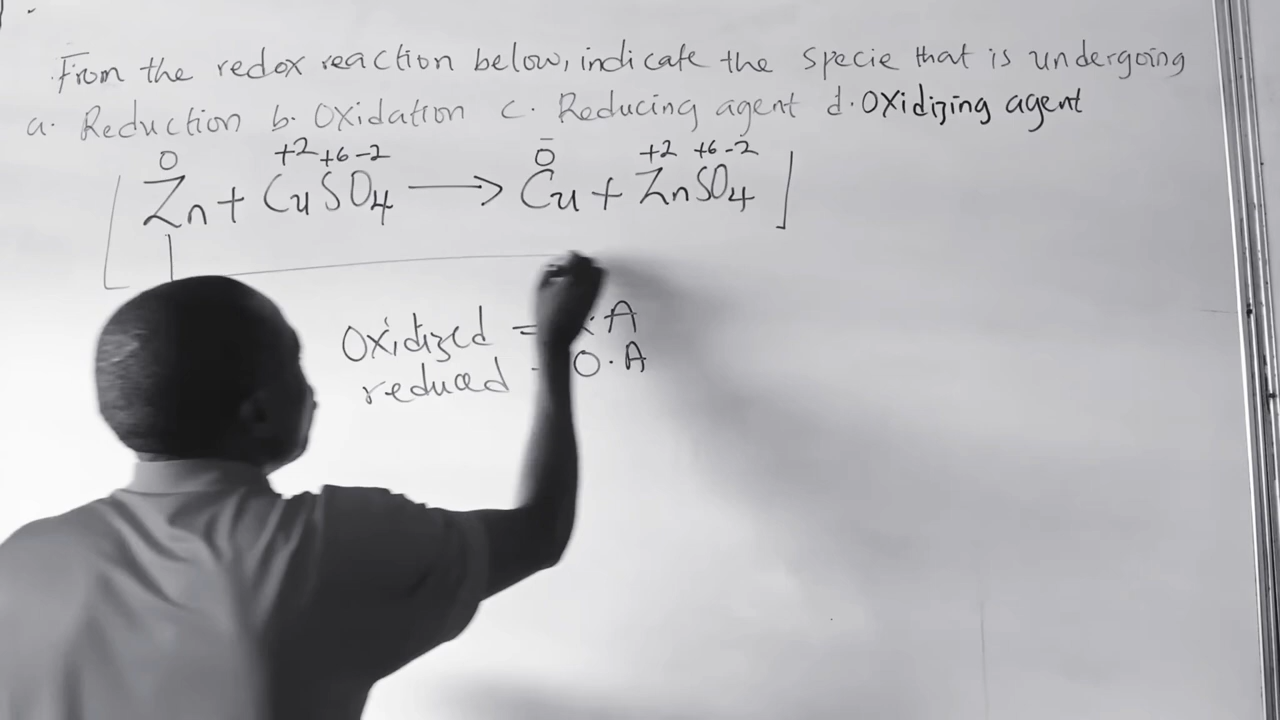 From the redox reaction below, indicate the specie that is undergoing
a. Reduction b. Oxidation c. Reducing agent d. Oxidizing agent
0 +2 +6 -2 0 +2 +6 -2
Zn + CuSO4 → Cu + ZnSO4
Oxidized = .A
reduced - O.A